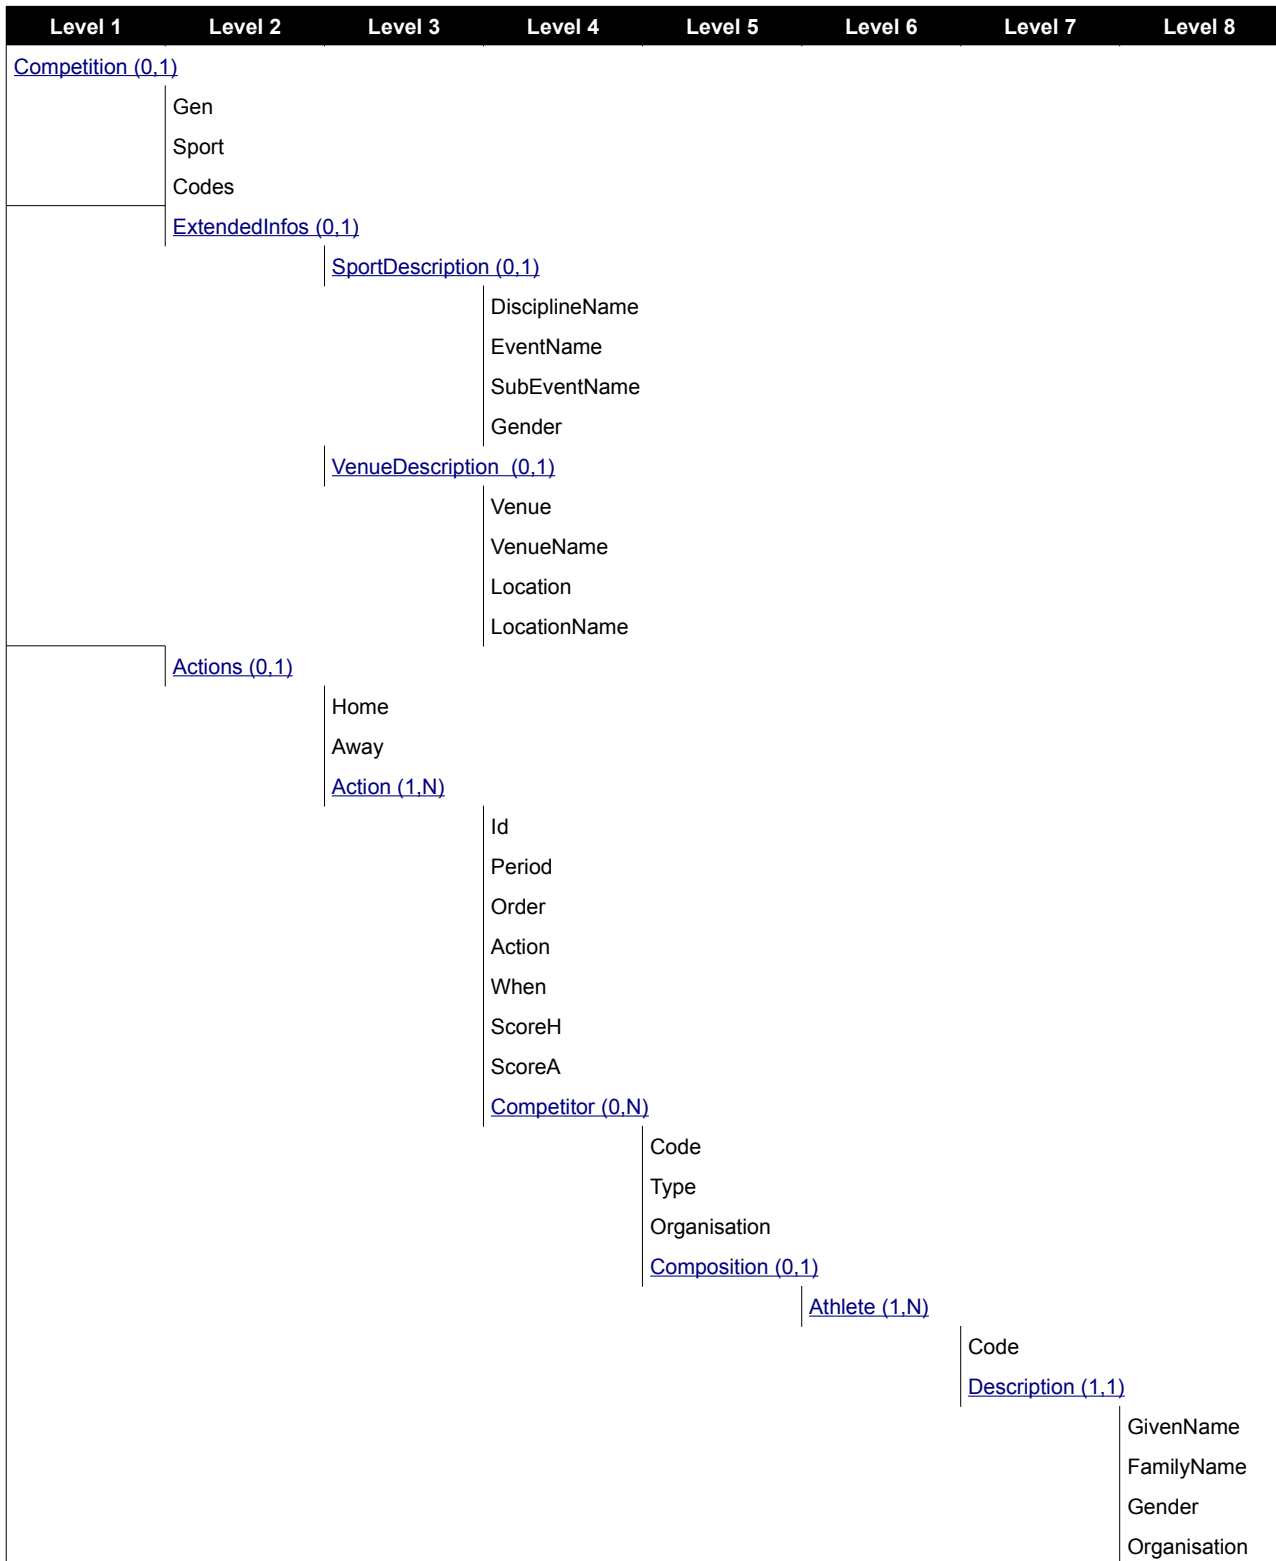 Level 1 Level 2 Level 3 Level 4 Level 5 Level 6 Level 7 Level 8
Competition (0,1)
Gen
Sport
Codes
ExtendedInfos (0,1)
SportDescription (0,1)
DisciplineName
EventName
SubEventName
Gender
VenueDescription (0,1)
Venue
VenueName
Location
LocationName
Actions (0,1)
Home
Away
Action (1,N)
Id
Period
Order
Action
When
ScoreH
ScoreA
Competitor (0,N)
Code
Type
Organisation
Composition (0,1)
Athlete (1,N)
Code
Description (1,1)
GivenName
FamilyName
Gender
Organisation